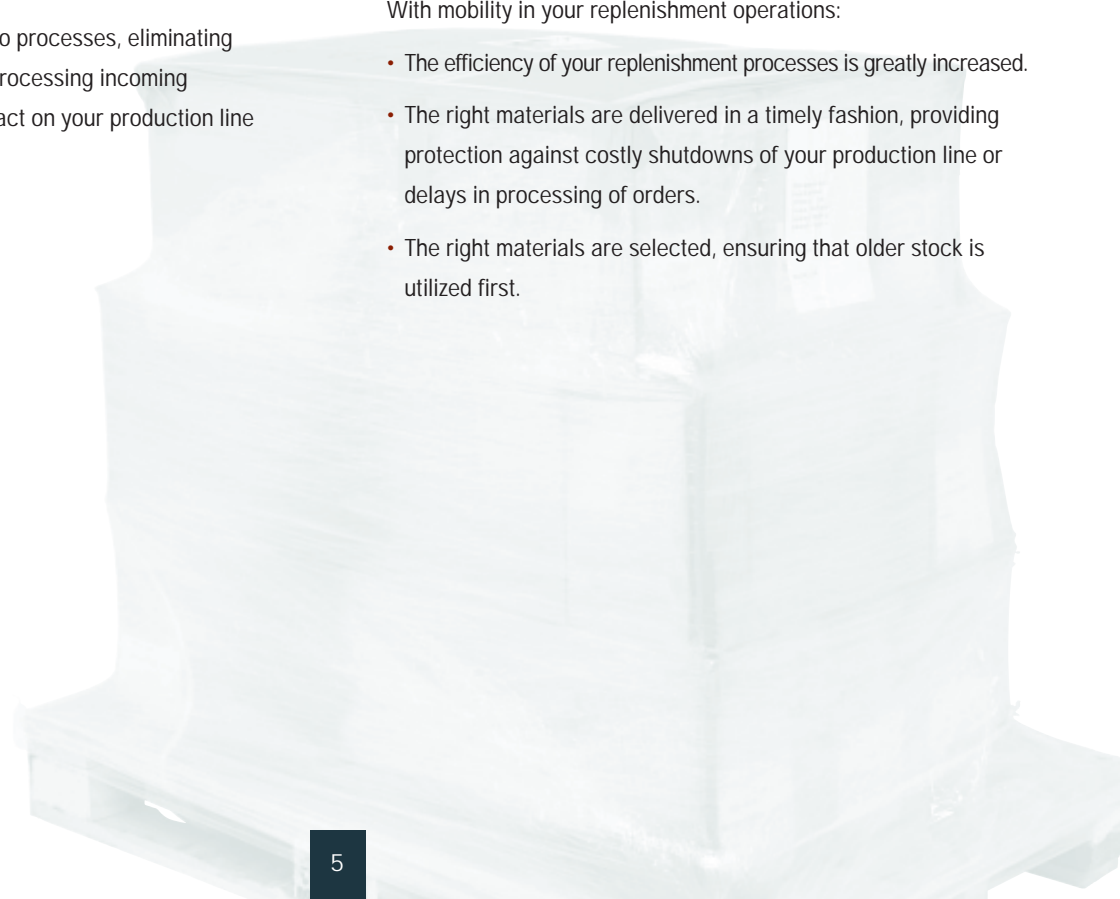 o processes, eliminating
rocessing incoming
act on your production line
With mobility in your replenishment operations:
• The efficiency of your replenishment processes is greatly increased.
• The right materials are delivered in a timely fashion, providing
protection against costly shutdowns of your production line or
delays in processing of orders.
• The right materials are selected, ensuring that older stock is
utilized first.
5